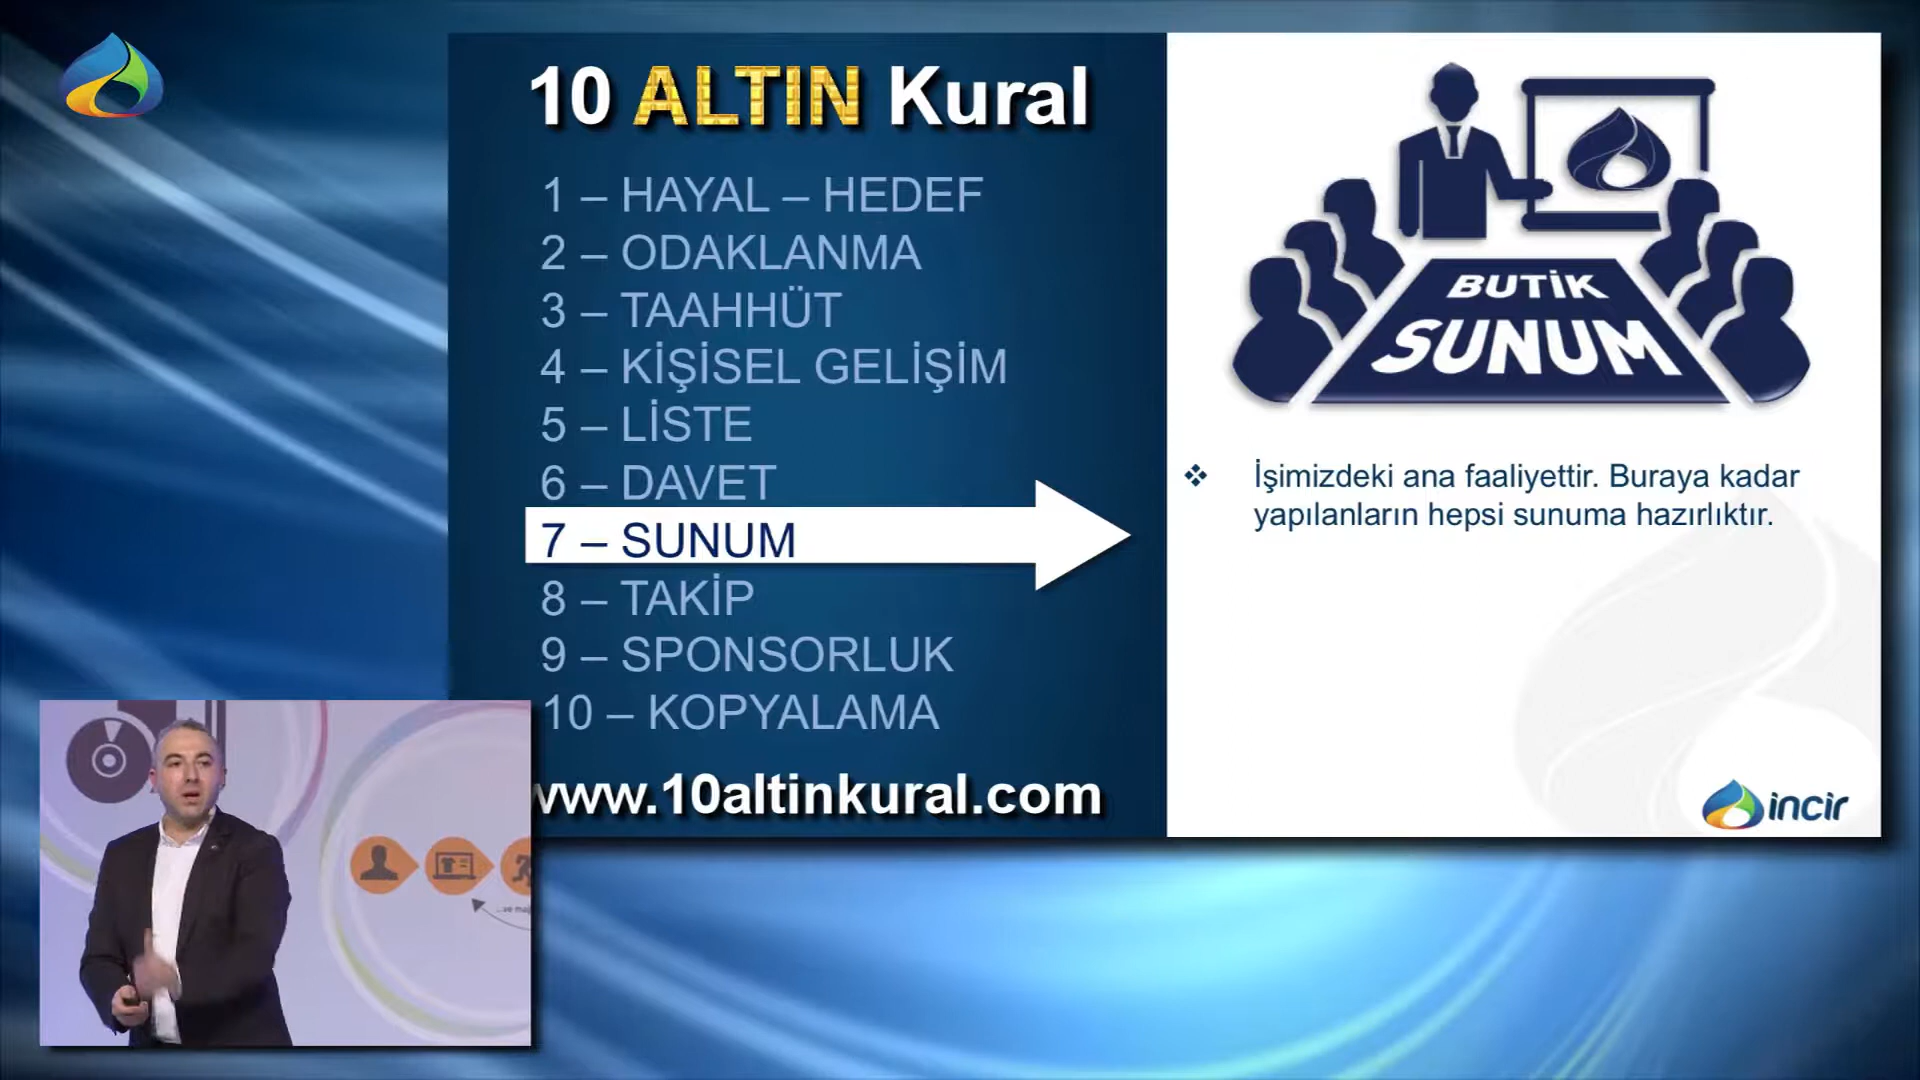 10 ALTIN Kural
1 – HAYAL – HEDEF
2 – ODAKLANMA
3 – TAAHHÜT
4 – KİŞİSEL GELİŞİM
5 – LİSTE
6 – DAVET
7 – SUNUM
8 – TAKİP
9 – SPONSORLUK
10 – KOPYALAMA
www.10altinkural.com
BUTİK
SUNUM
❖ İşimizdeki ana faaliyettir. Buraya kadar
yapılanların hepsi sunuma hazırlıktır.
incir